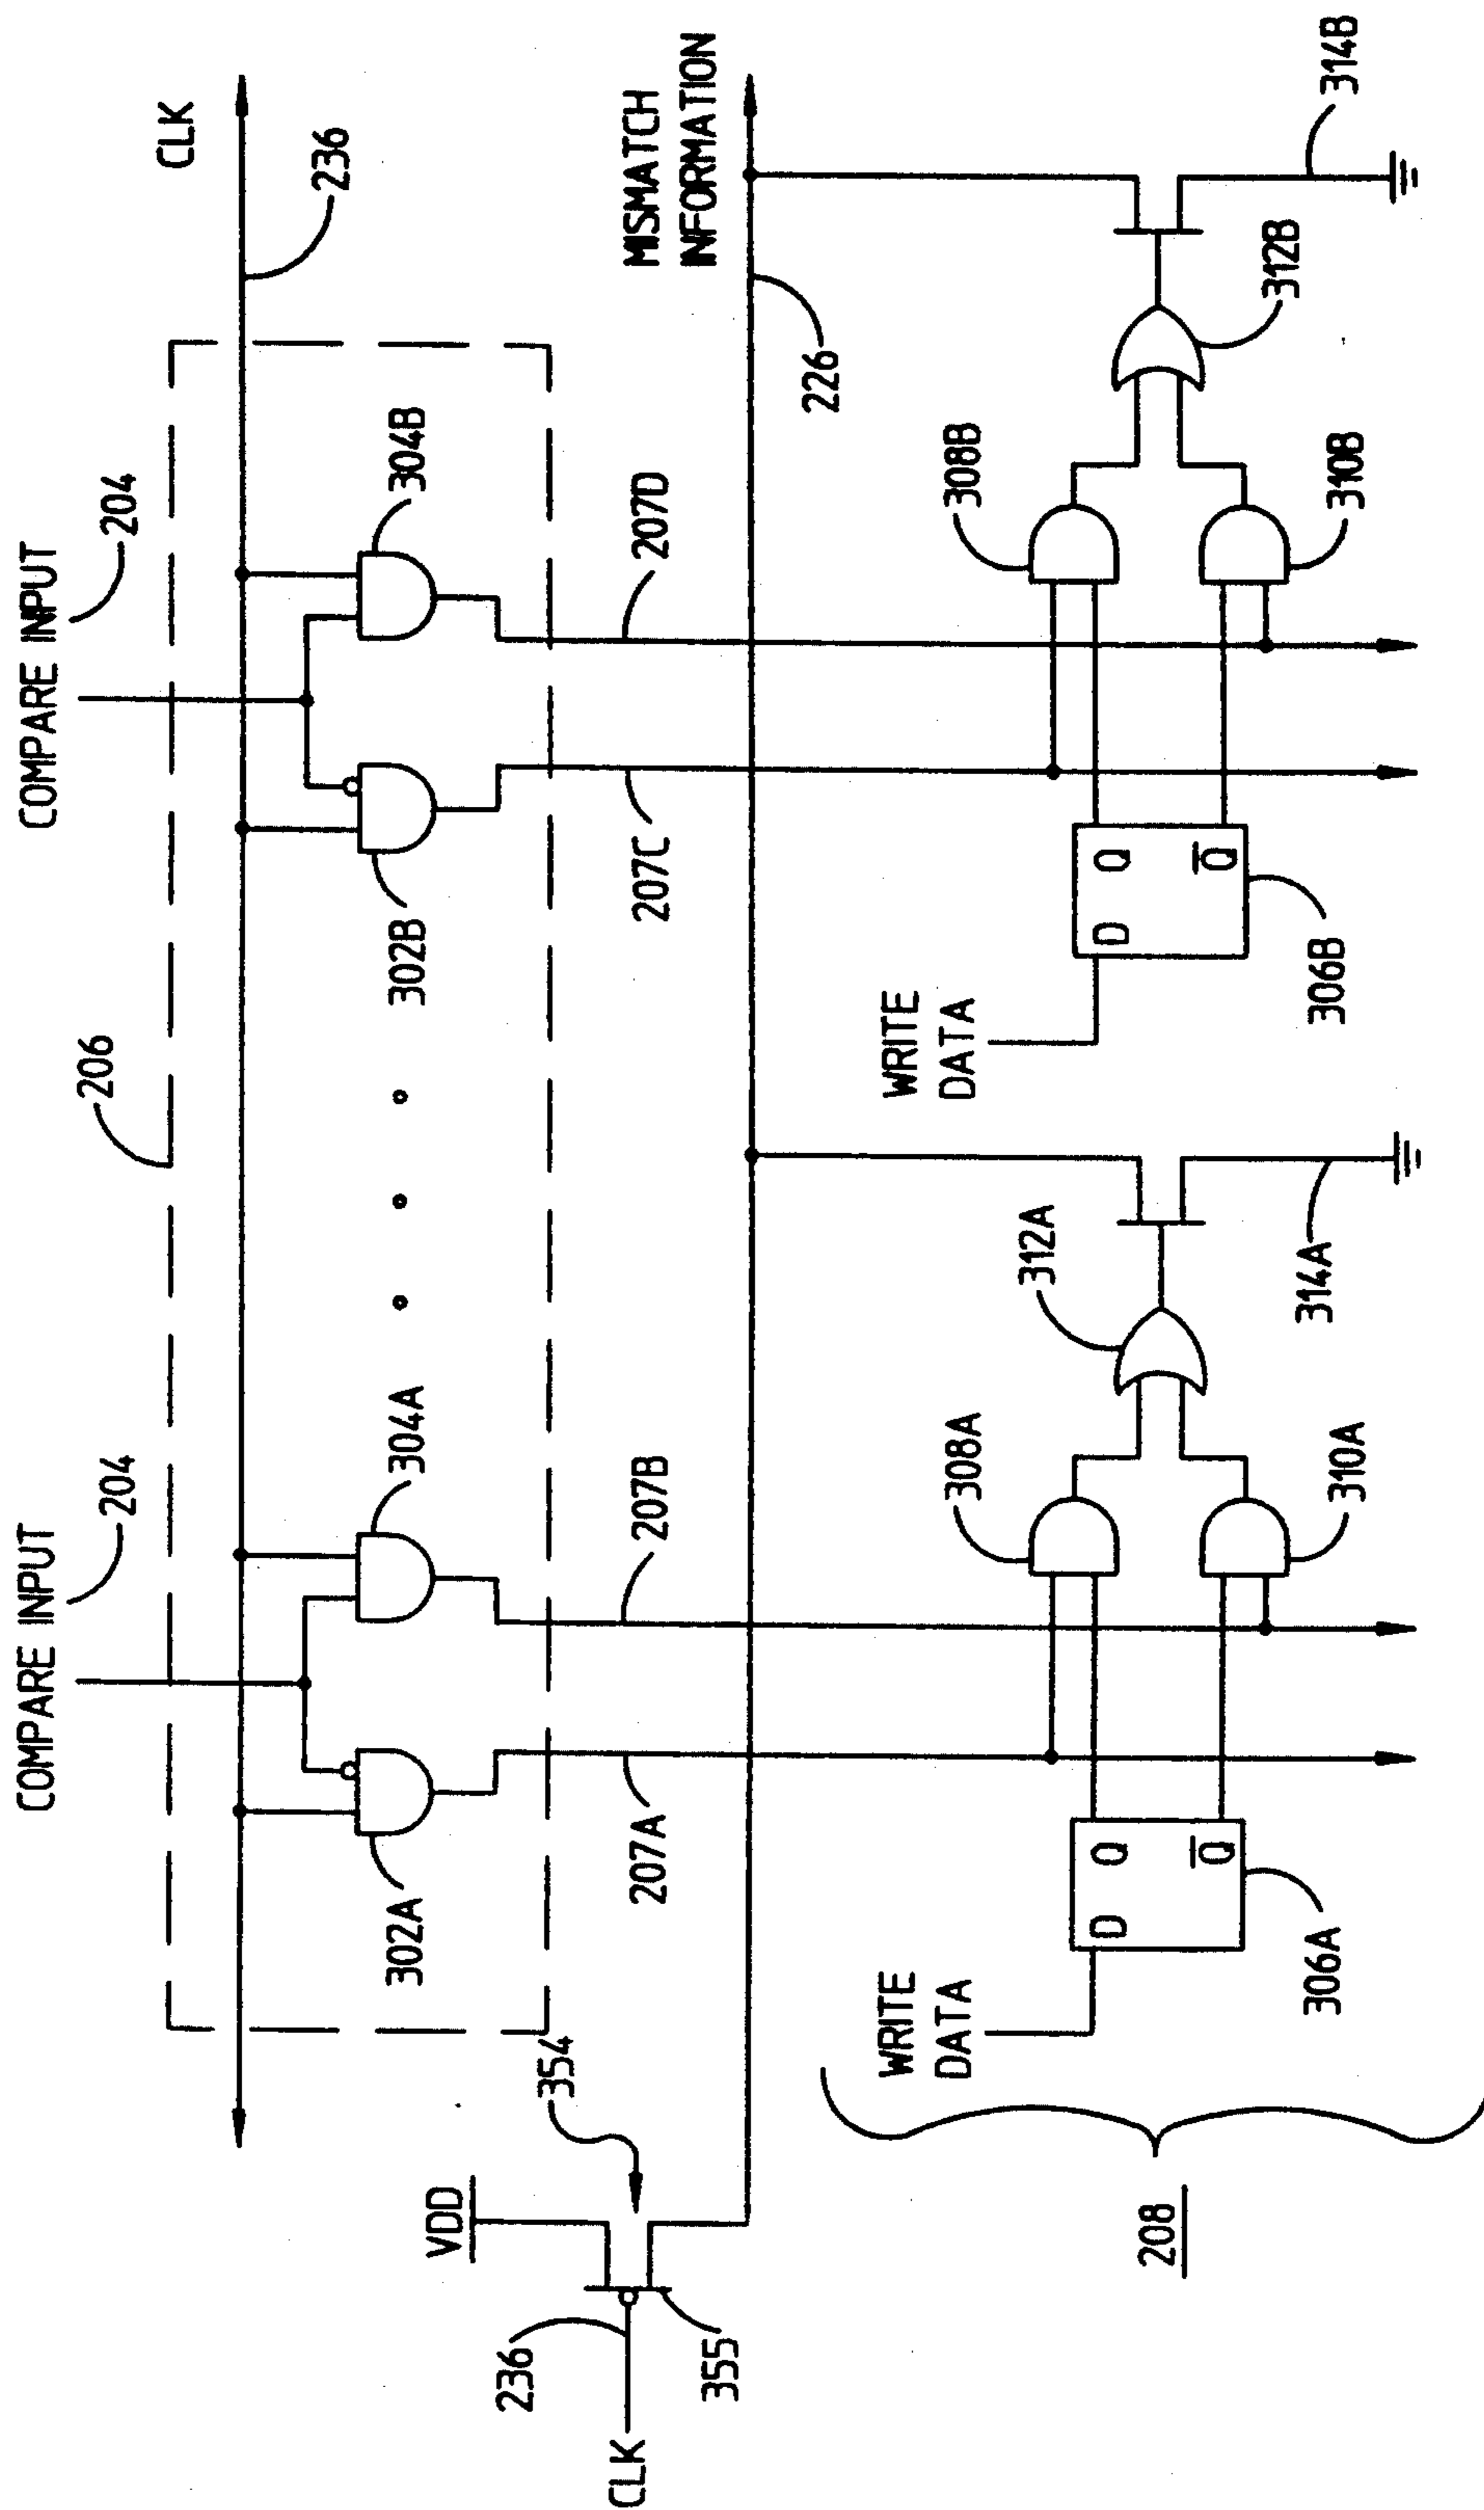 COMPARE INPUT
204
COMPARE INPUT
204
206
CLK
236
302A
304A
302B
304B
VDD
354
236
CLK
355
207A
207B
207C
207D
MISMATCH
INFORMATION
226
WRITE
DATA
D
Q
Q̅
306A
308A
310A
312A
314A
WRITE
DATA
D
Q
Q̅
306B
308B
310B
312B
314B
208